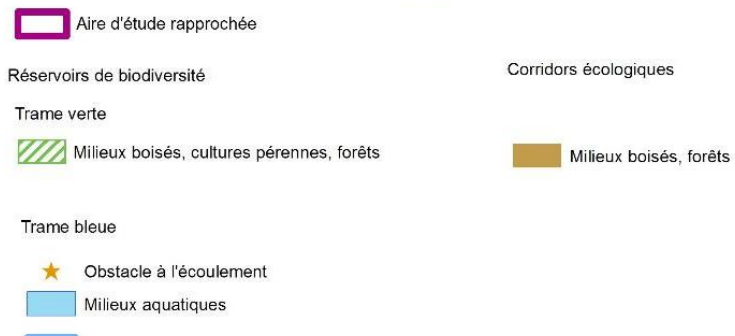 Aire d'étude rapprochée
Réservoirs de biodiversité
Trame verte
Milieux boisés, cultures pérennes, forêts
Trame bleue
Obstacle à l'écoulement
Milieux aquatiques
Corridors écologiques
Milieux boisés, forêts